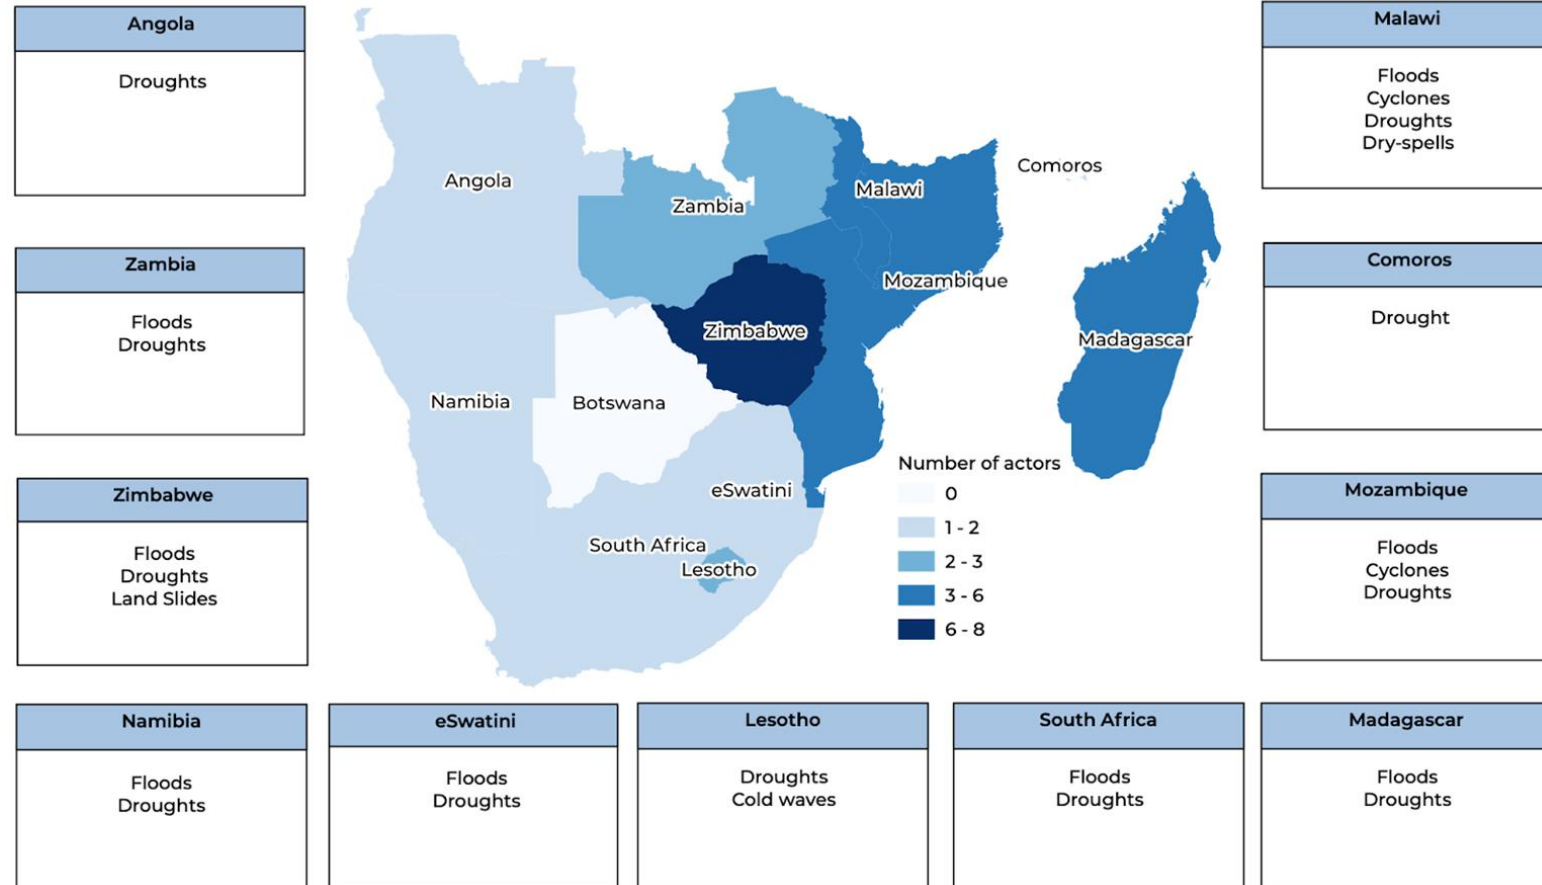 Angola
Droughts
Zambia
Floods
Droughts
Zimbabwe
Floods
Droughts
Land Slides
Namibia
Floods
Droughts
eSwatini
Floods
Droughts
Lesotho
Droughts
Cold waves
South Africa
Floods
Droughts
Madagascar
Floods
Droughts
Malawi
Floods
Cyclones
Droughts
Dry-spells
Comoros
Drought
Mozambique
Floods
Cyclones
Droughts
Angola
Zambia
Malawi
Comoros
Mozambique
Zimbabwe
Madagascar
Namibia
Botswana
eSwatini
South Africa
Lesotho
Number of actors
0
1 - 2
2 - 3
3 - 6
6 - 8